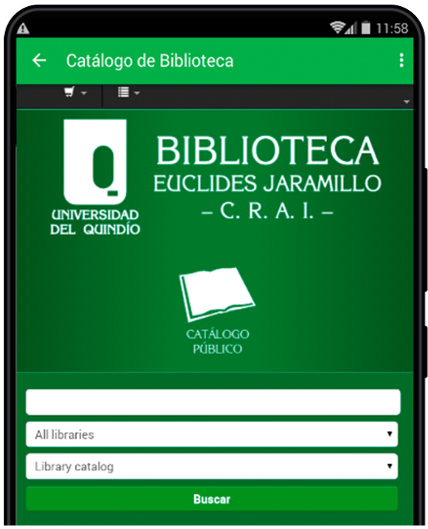 11:58
Catálogo de Biblioteca
BIBLIOTECA
EUCLIDES JARAMILLO
– C. R. A. I. –
UNIVERSIDAD
DEL QUINDÍO
CATÁLOGO
PÚBLICO
All libraries
Library catalog
Buscar